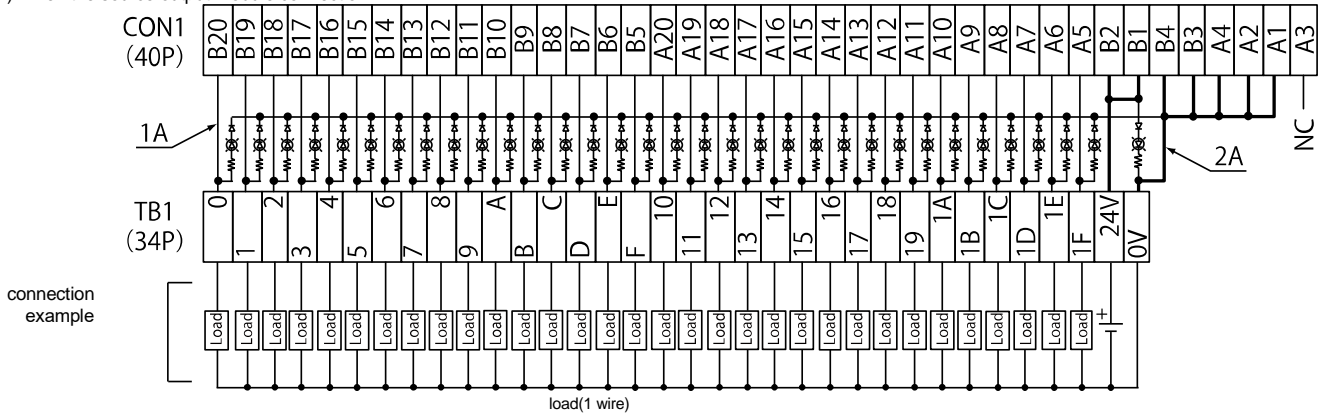 CON1
(40P)
B20 B19 B18 B17 B16 B15 B14 B13 B12 B11 B10 B9 B8 B7 B6 B5 A20 A19 A18 A17 A16 A15 A14 A13 A12 A11 A10 A9 A8 A7 A6 A5 B2 B1 B4 B3 A4 A2 A1 A3
1A
2A
NC
TB1
(34P)
0 1 2 3 4 5 6 7 8 9 A B C D E F 10 11 12 13 14 15 16 17 18 19 1A 1B 1C 1D 1E 1F 24V 0V
connection
example
Load Load Load Load Load Load Load Load Load Load Load Load Load Load Load Load Load Load Load Load Load Load Load Load Load Load Load Load Load Load Load Load +
load(1 wire)